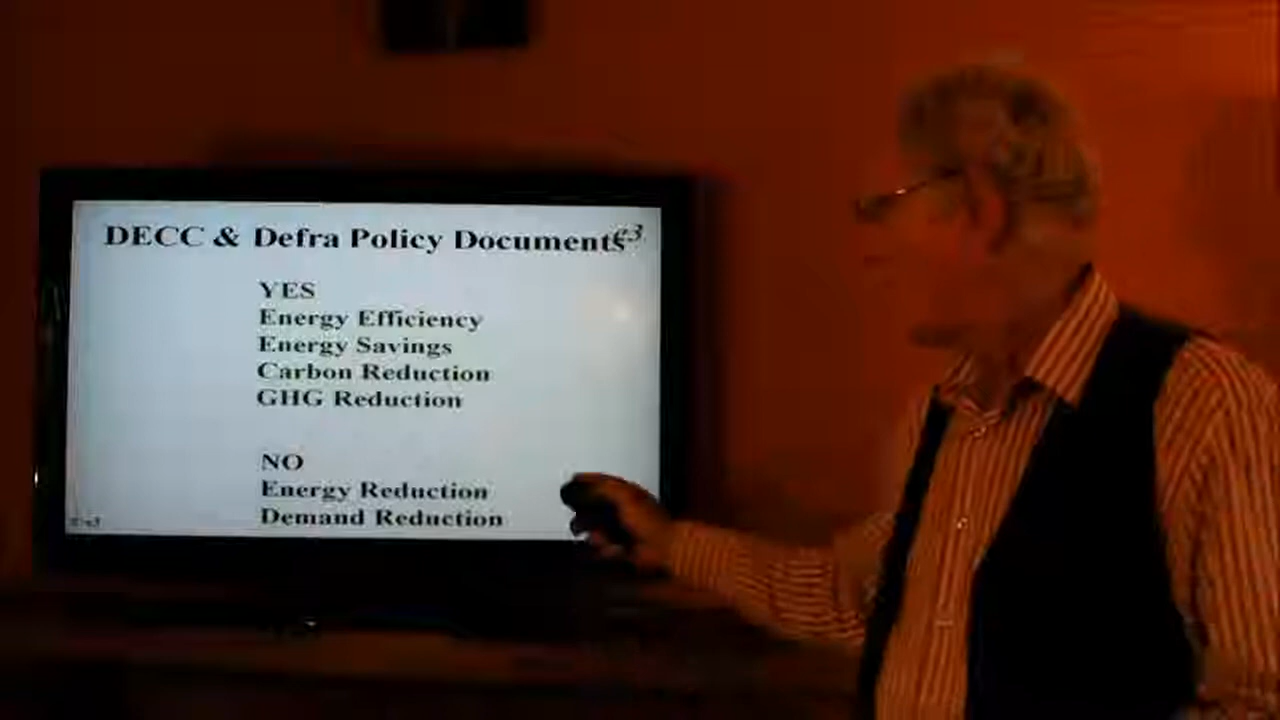 DECC & Defra Policy Documents
e3
YES
Energy Efficiency
Energy Savings
Carbon Reduction
GHG Reduction
NO
Energy Reduction
Demand Reduction